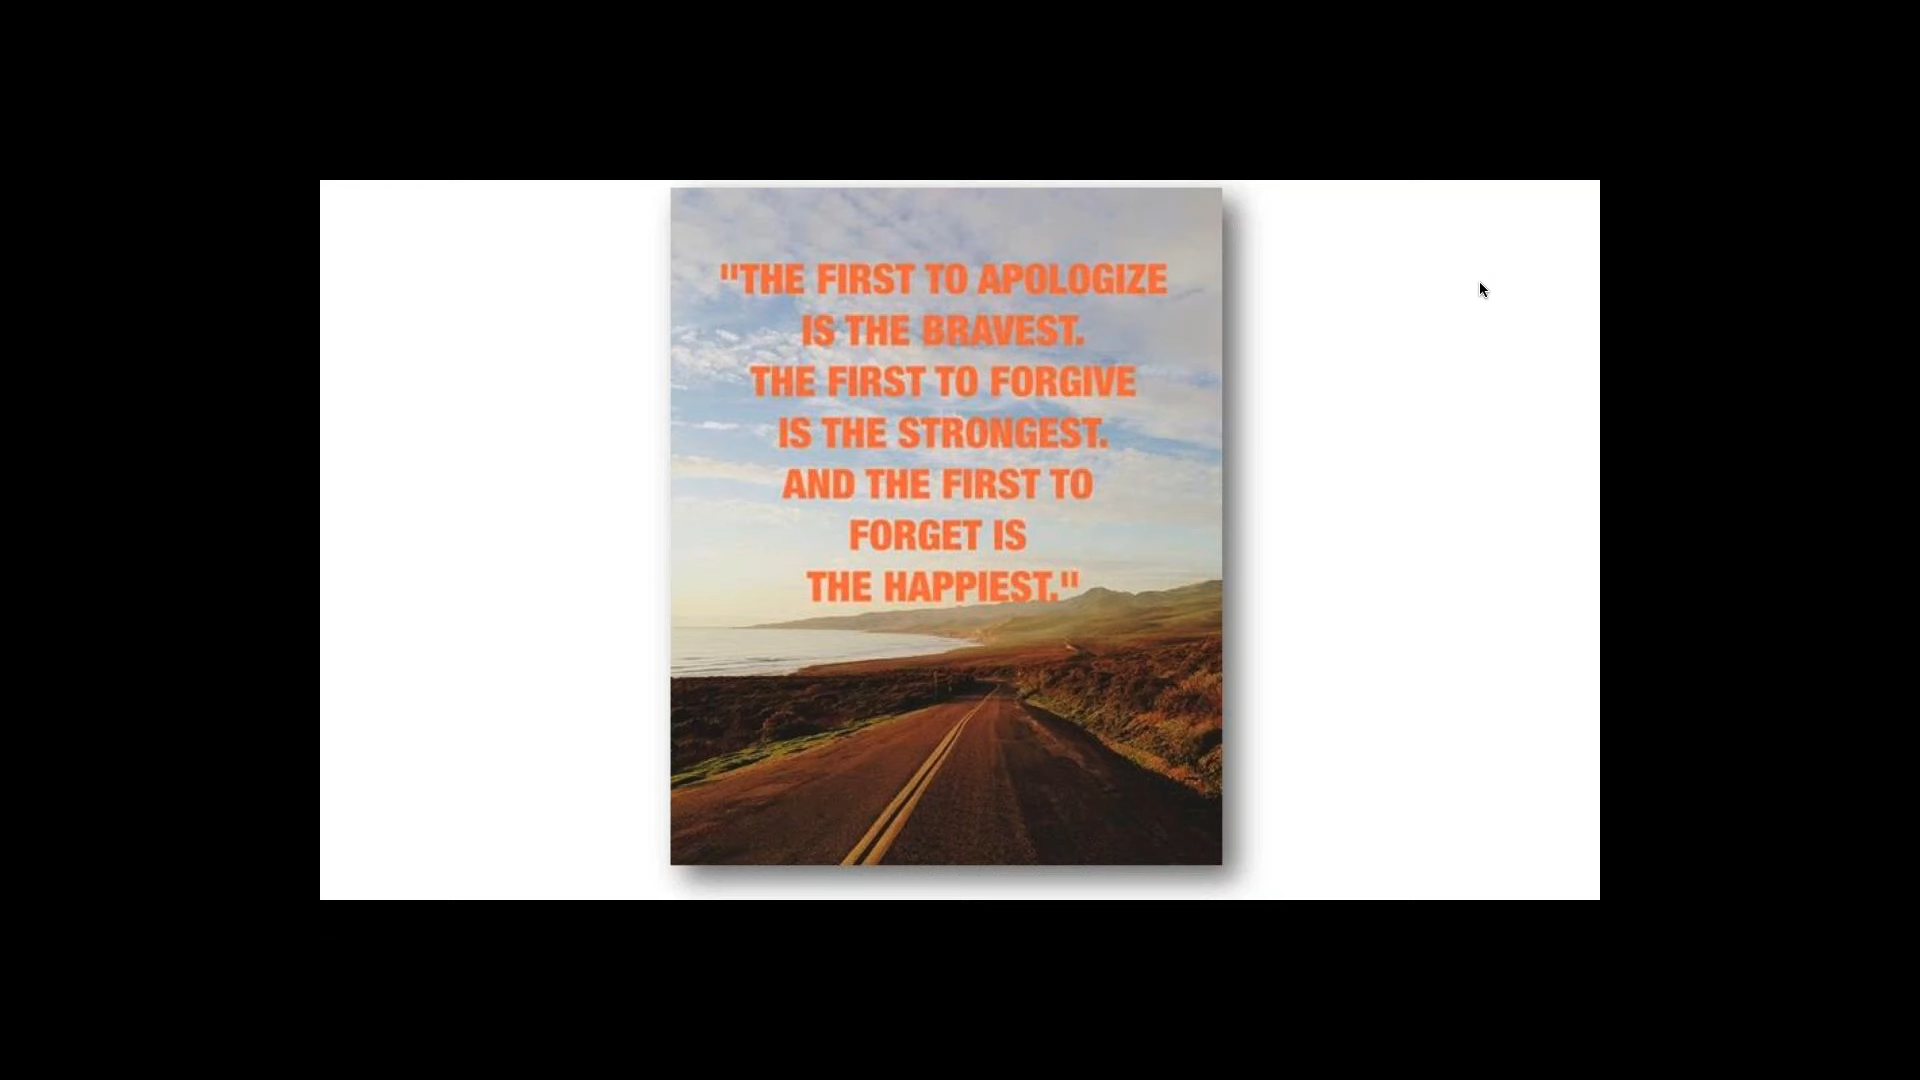 "THE FIRST TO APOLOGIZE
IS THE BRAVEST.
THE FIRST TO FORGIVE
IS THE STRONGEST.
AND THE FIRST TO
FORGET IS
THE HAPPIEST."